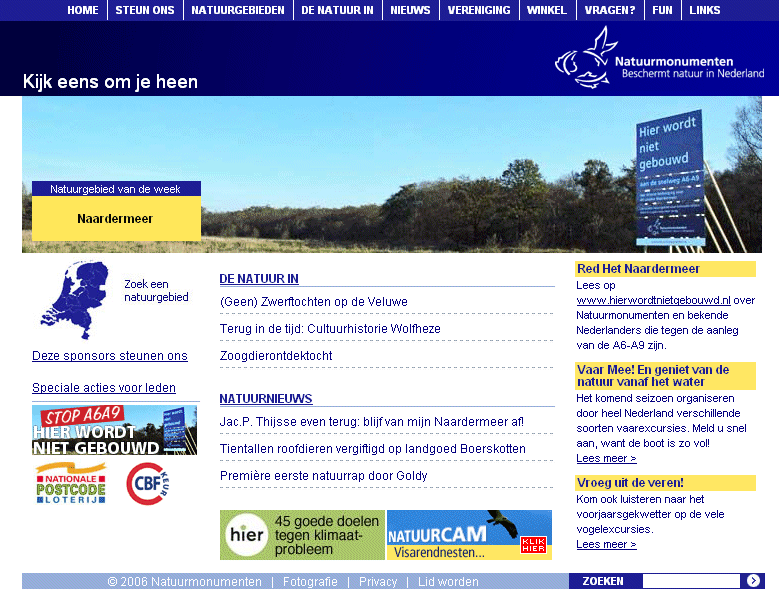 HOME STEUN ONS NATUURGEBIEDEN DE NATUUR IN NIEUWS VERENIGING WINKEL VRAGEN? FUN LINKS
Kijk eens om je heen
Natuurmonumenten
Beschermt natuur in Nederland
Hier wordt
niet
gebouwd
aan de snelweg A6-A9
Natuurgebied van de week
Naardermeer
Zoek een
natuurgebied
Deze sponsors steunen ons
Speciale acties voor leden
STOP A6A9
HIER WORDT
NIET GEBOUWD
NATIONALE
POSTCODE
LOTERIJ
CBF
KEUR
DE NATUUR IN
(Geen) Zwerftochten op de Veluwe
Terug in de tijd: Cultuurhistorie Wolfheze
Zoogdierontdektocht
NATUURNIEUWS
Jac.P. Thijsse even terug: blijf van mijn Naardermeer af!
Tientallen roofdieren vergiftigd op landgoed Boerskotten
Première eerste natuurrap door Goldy
hier
45 goede doelen
tegen klimaat-
probleem
NATUURCAM
Visarendnesten...
KLIK
HIER
Red Het Naardermeer
Lees op
www.hierwordtnietgebouwd.nl over
Natuurmonumenten en bekende
Nederlanders die tegen de aanleg
van de A6-A9 zijn.
Vaar Mee! En geniet van de
natuur vanaf het water
Het komend seizoen organiseren
door heel Nederland verschillende
soorten vaarexcursies. Meld u snel
aan, want de boot is zo vol!
Lees meer >
Vroeg uit de veren!
Kom ook luisteren naar het
voorjaarsgekwetter op de vele
vogelexcursies.
Lees meer >
© 2006 Natuurmonumenten | Fotografie | Privacy | Lid worden
ZOEKEN